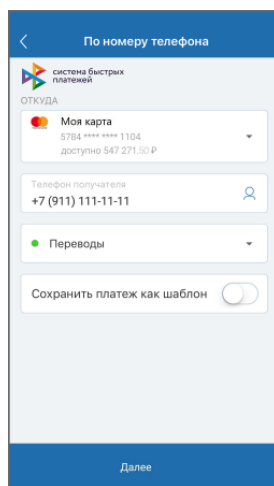 По номеру телефона
система быстрых
платежей
ОТКУДА
Моя карта
5784 **** **** 1104
доступно 547 271,50 ₽
Телефон получателя
+7 (911) 111-11-11
Переводы
Сохранить платеж как шаблон
Далее